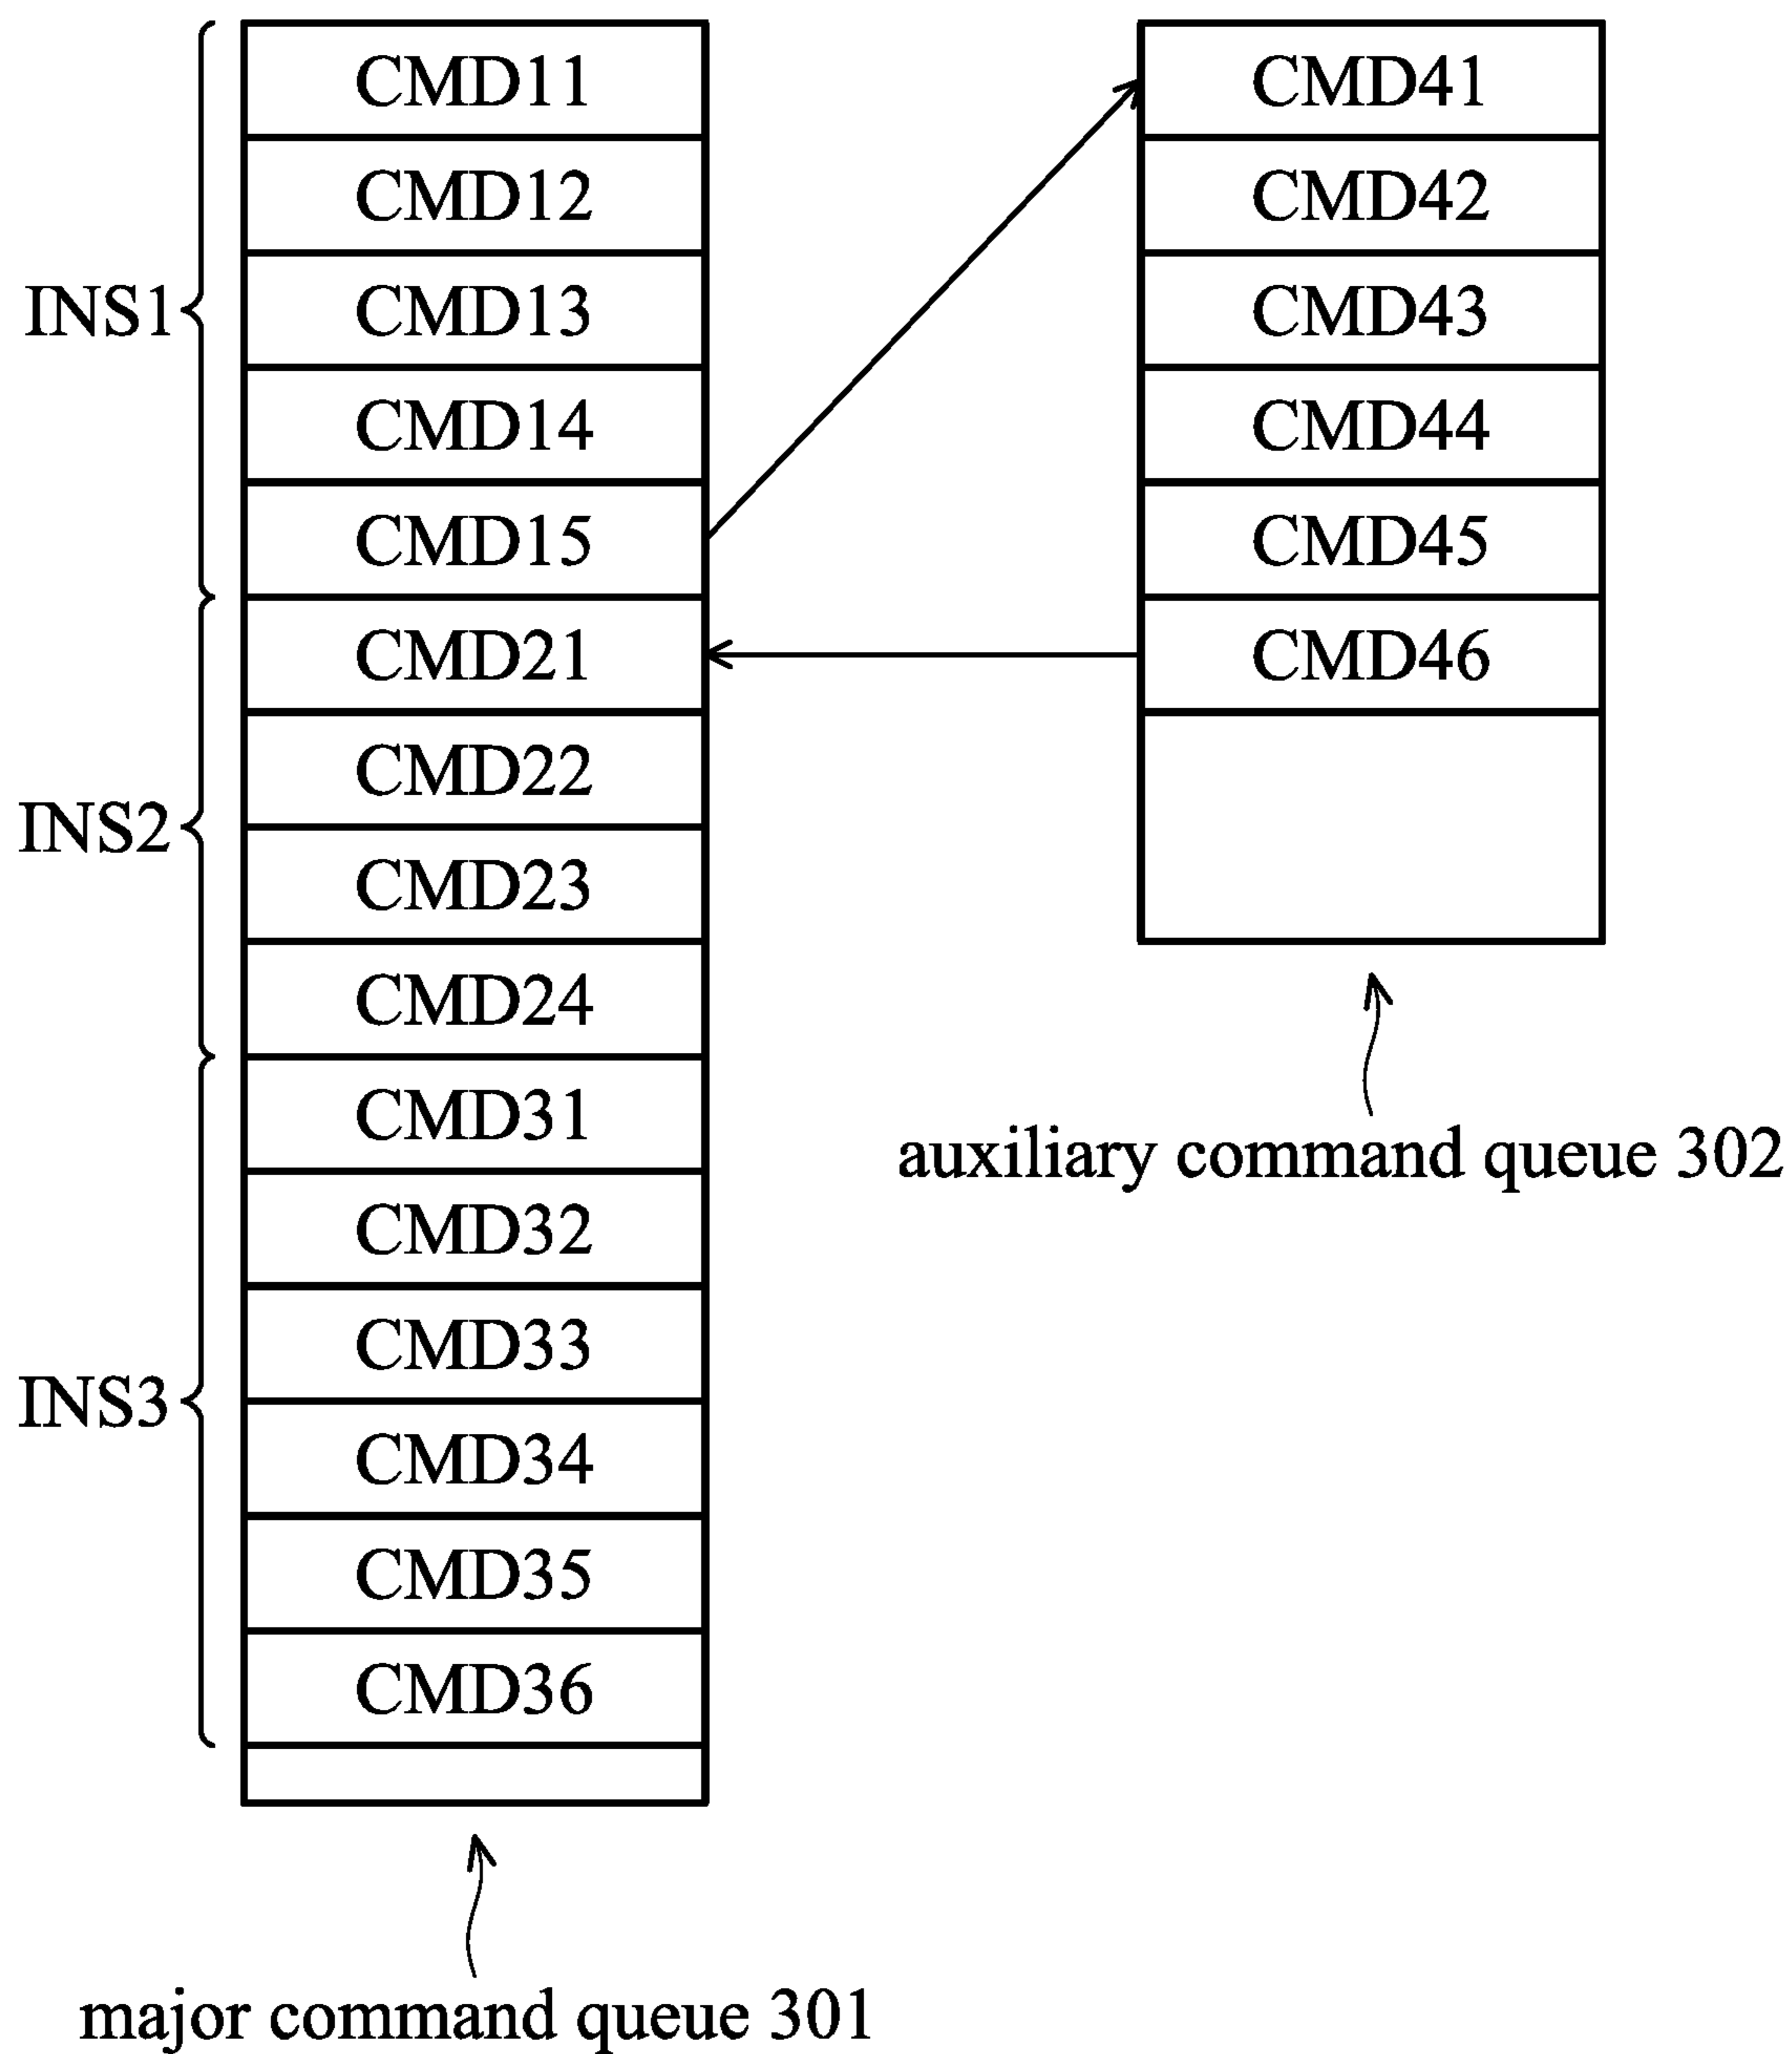 INS1
CMD11
CMD12
CMD13
CMD14
CMD15
INS2
CMD21
CMD22
CMD23
CMD24
INS3
CMD31
CMD32
CMD33
CMD34
CMD35
CMD36
major command queue 301
CMD41
CMD42
CMD43
CMD44
CMD45
CMD46
auxiliary command queue 302